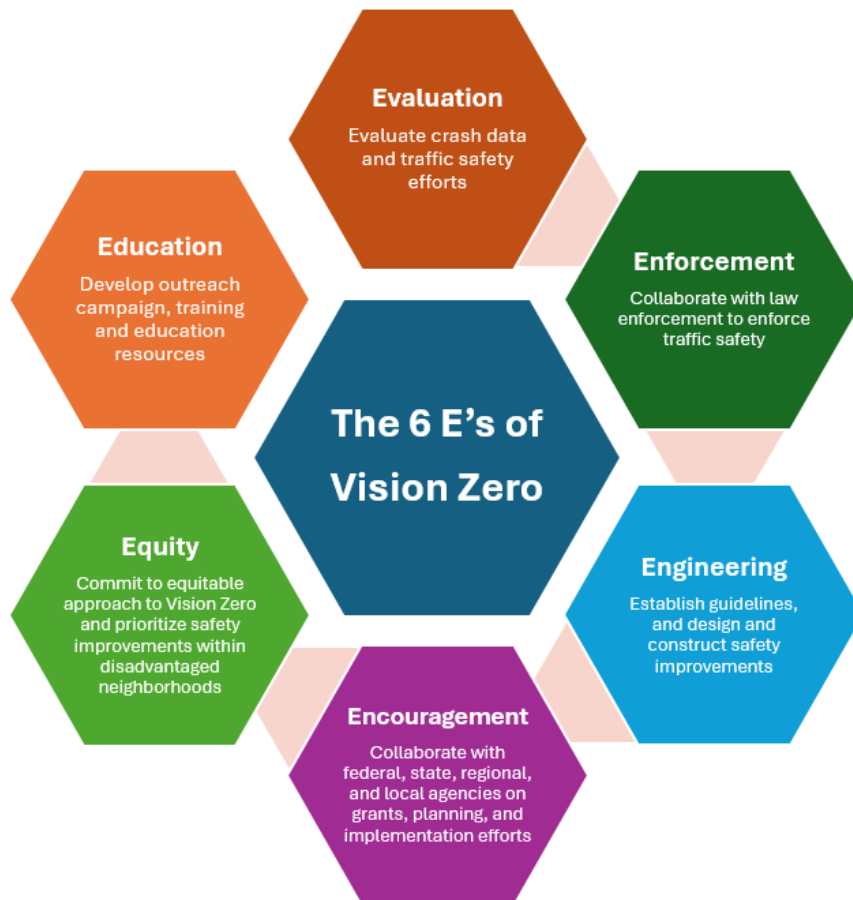 Evaluation
Evaluate crash data
and traffic safety
efforts
Education
Develop outreach
campaign, training
and education
resources
Enforcement
Collaborate with law
enforcement to enforce
traffic safety
The 6 E’s of
Vision Zero
Equity
Commit to equitable
approach to Vision Zero
and prioritize safety
improvements within
disadvantaged
neighborhoods
Engineering
Establish guidelines,
and design and
construct safety
improvements
Encouragement
Collaborate with
federal, state, regional,
and local agencies on
grants, planning, and
implementation efforts